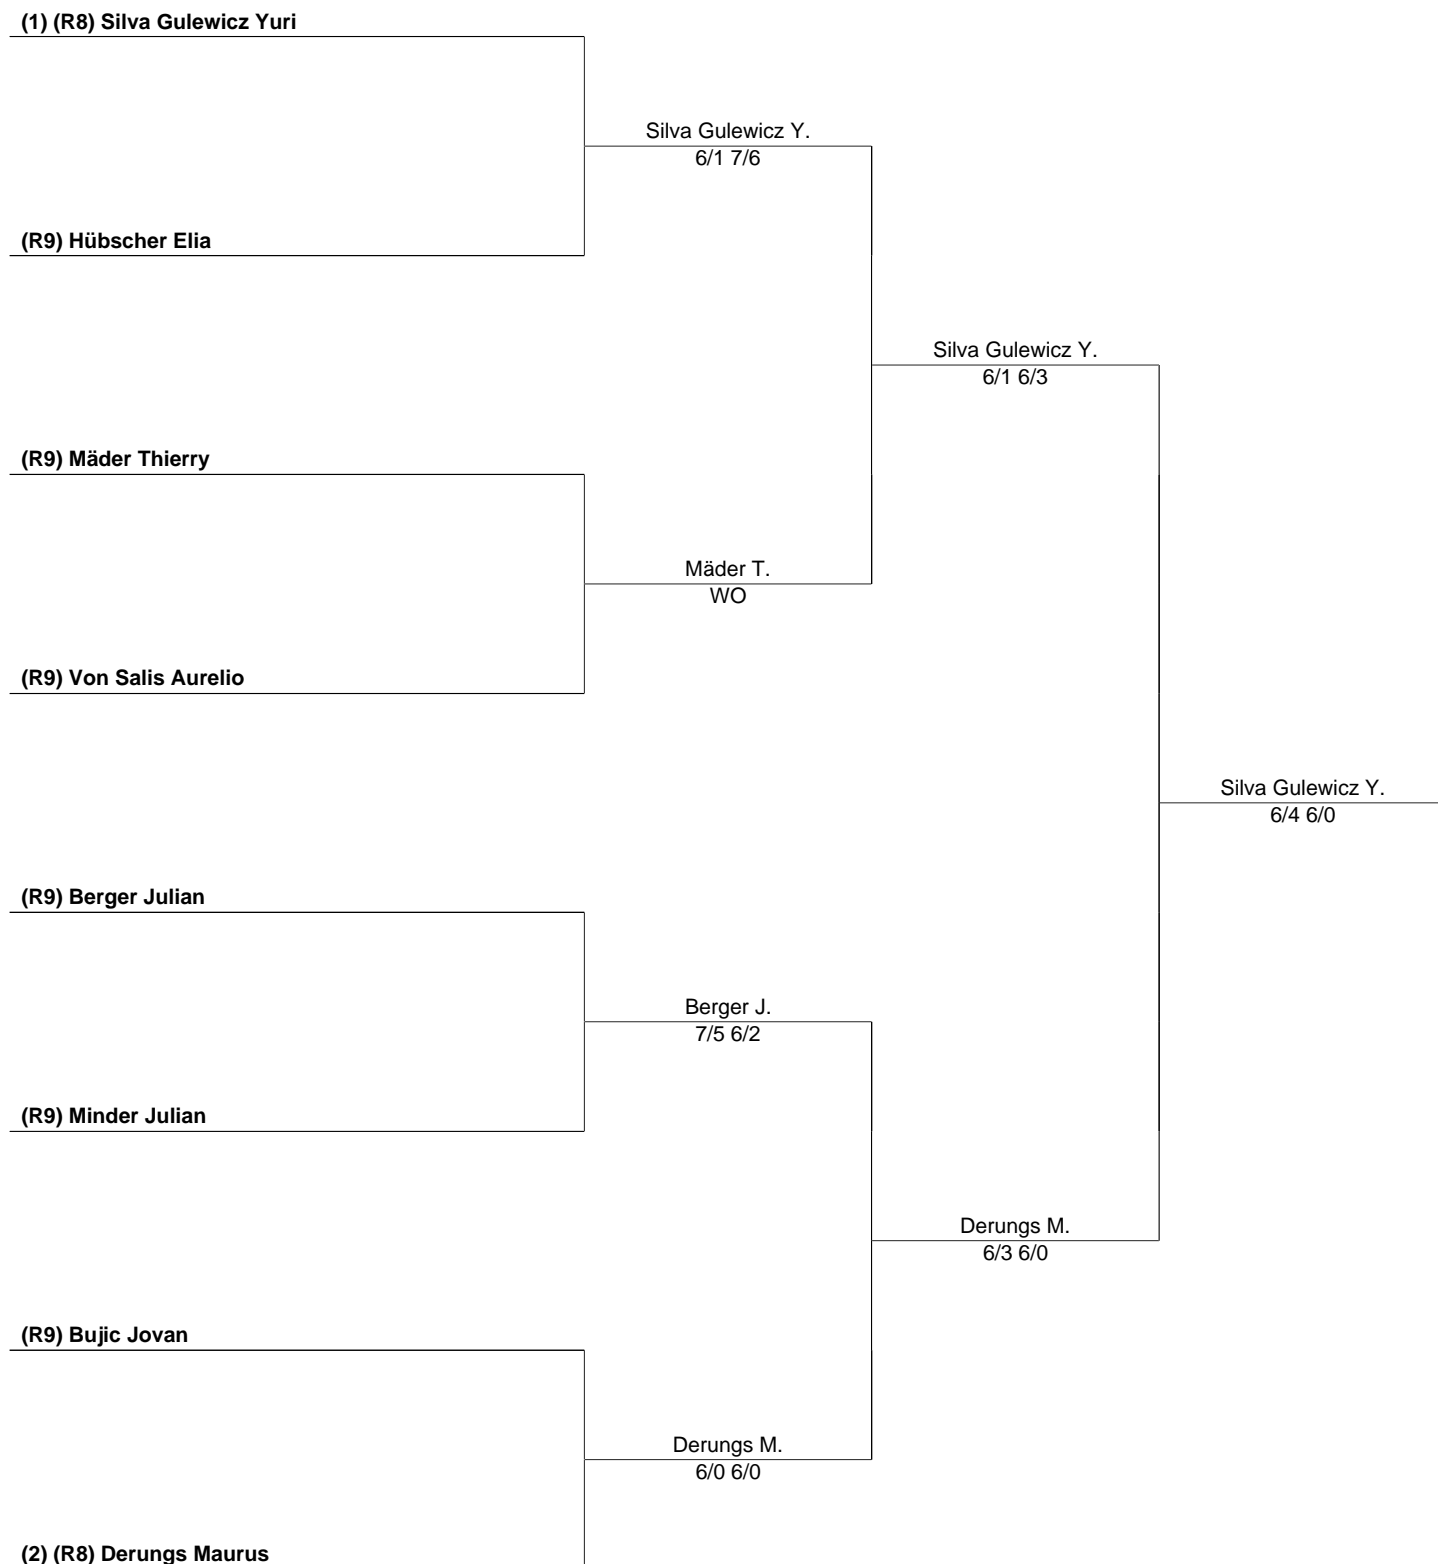 (1) (R8) Silva Gulewicz Yuri
Silva Gulewicz Y.
6/1 7/6
(R9) Hübscher Elia
Silva Gulewicz Y.
6/1 6/3
(R9) Mäder Thierry
Mäder T.
WO
(R9) Von Salis Aurelio
Silva Gulewicz Y.
6/4 6/0
(R9) Berger Julian
Berger J.
7/5 6/2
(R9) Minder Julian
Derungs M.
6/3 6/0
(R9) Bujic Jovan
Derungs M.
6/0 6/0
(2) (R8) Derungs Maurus